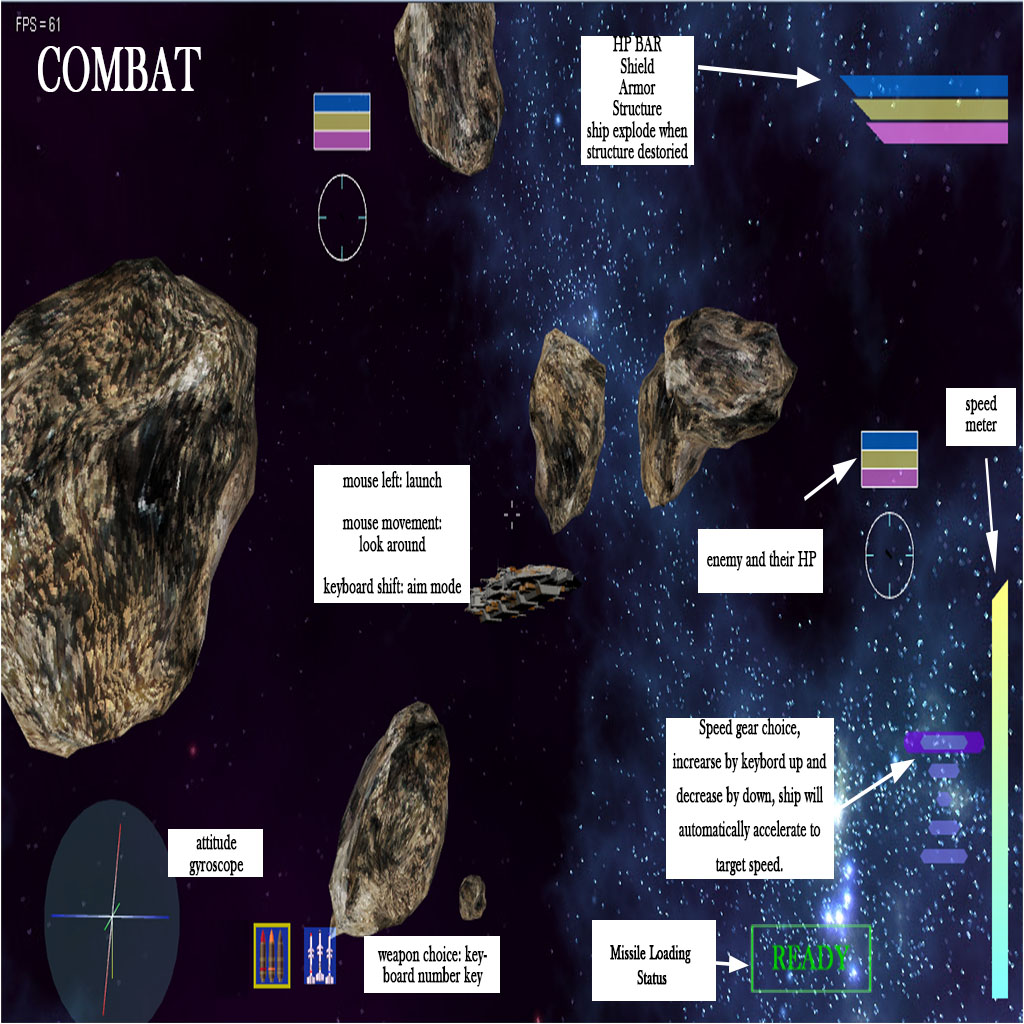 FPS = 61
COMBAT
HP BAR
Shield
Armor
Structure
ship explode when
structure destoried
speed
meter
mouse left: launch
mouse movement:
look around
keyboard shift: aim mode
enemy and their HP
Speed gear choice,
increarse by keybord up and
decrease by down, ship will
automatically accelerate to
target speed.
attitude
gyroscope
weapon choice: key-
board number key
Missile Loading
Status
READY